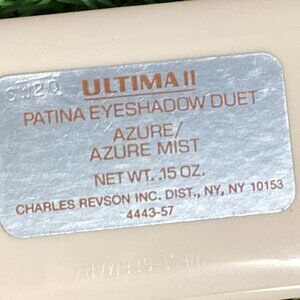 ULTIMA II
PATINA EYESHADOW DUET
AZURE/
AZURE MIST
NET WT. .15 OZ.
CHARLES REVSON INC. DIST., NY, NY 10153
4443-57